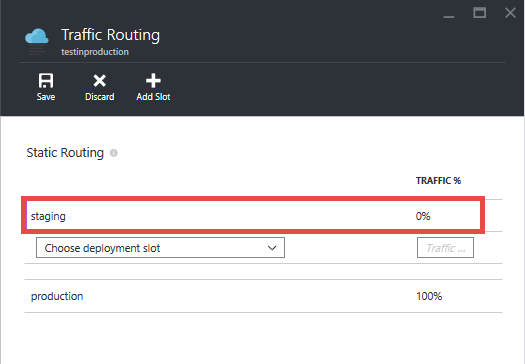 Traffic Routing
testinproduction
Save Discard Add Slot
Static Routing
TRAFFIC %
staging 0%
Choose deployment slot Traffic ...
production 100%